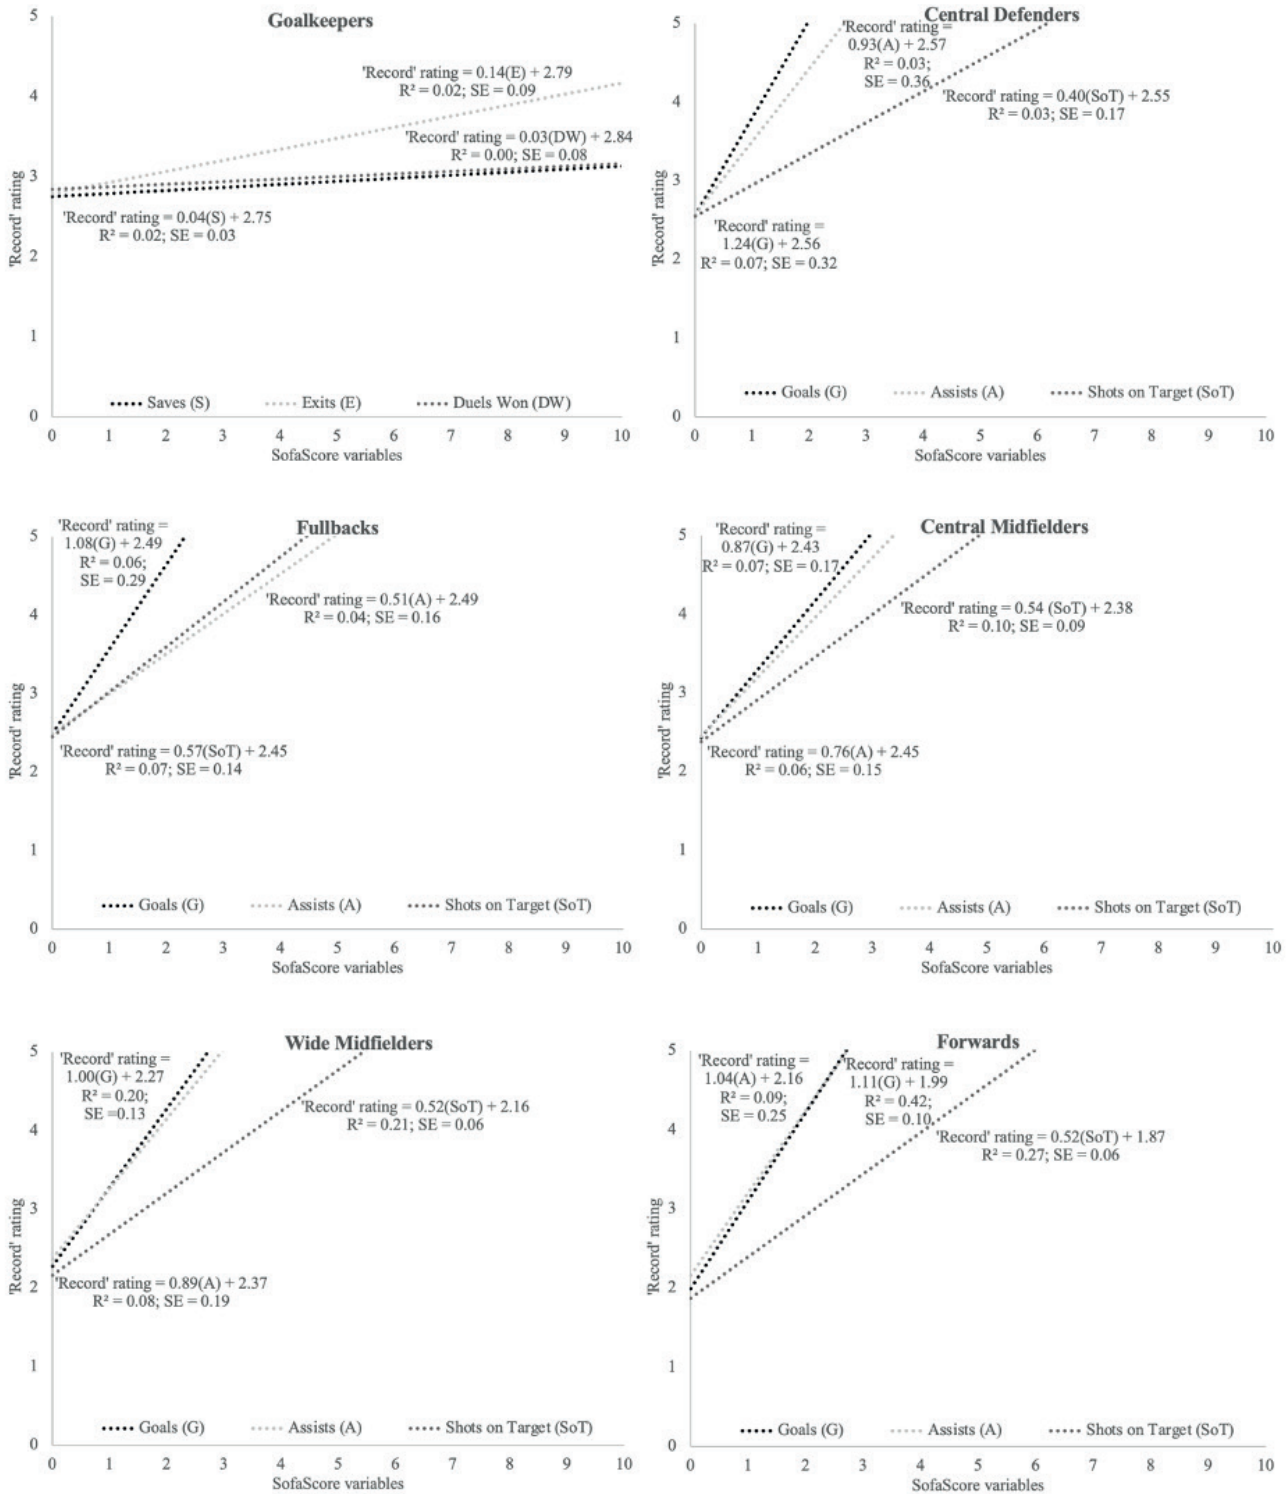 Goalkeepers
5
4
3
2
1
0
'Record' rating
'Record' rating = 0.14(E) + 2.79
R² = 0.02; SE = 0.09
'Record' rating = 0.03(DW) + 2.84
R² = 0.00; SE = 0.08
'Record' rating = 0.04(S) + 2.75
R² = 0.02; SE = 0.03
Saves (S) Exits (E) Duels Won (DW)
0 1 2 3 4 5 6 7 8 9 10
SofaScore variables
Central Defenders
5
4
3
2
1
0
'Record' rating
'Record' rating =
0.93(A) + 2.57
R² = 0.03;
SE = 0.36
'Record' rating = 0.40(SoT) + 2.55
R² = 0.03; SE = 0.17
'Record' rating =
1.24(G) + 2.56
R² = 0.07; SE = 0.32
Goals (G) Assists (A) Shots on Target (SoT)
0 1 2 3 4 5 6 7 8 9 10
SofaScore variables
Fullbacks
5
4
3
2
1
0
'Record' rating
'Record' rating =
1.08(G) + 2.49
R² = 0.06;
SE = 0.29
'Record' rating = 0.51(A) + 2.49
R² = 0.04; SE = 0.16
'Record' rating = 0.57(SoT) + 2.45
R² = 0.07; SE = 0.14
Goals (G) Assists (A) Shots on Target (SoT)
0 1 2 3 4 5 6 7 8 9 10
SofaScore variables
Central Midfielders
5
4
3
2
1
0
'Record' rating
'Record' rating =
0.87(G) + 2.43
R² = 0.07; SE = 0.17
'Record' rating = 0.54 (SoT) + 2.38
R² = 0.10; SE = 0.09
'Record' rating = 0.76(A) + 2.45
R² = 0.06; SE = 0.15
Goals (G) Assists (A) Shots on Target (SoT)
0 1 2 3 4 5 6 7 8 9 10
SofaScore variables
Wide Midfielders
5
4
3
2
1
0
'Record' rating
'Record' rating =
1.00(G) + 2.27
R² = 0.20;
SE =0.13
'Record' rating = 0.52(SoT) + 2.16
R² = 0.21; SE = 0.06
'Record' rating = 0.89(A) + 2.37
R² = 0.08; SE = 0.19
Goals (G) Assists (A) Shots on Target (SoT)
0 1 2 3 4 5 6 7 8 9 10
SofaScore variables
Forwards
5
4
3
2
1
0
'Record' rating
'Record' rating =
1.04(A) + 2.16
R² = 0.09;
SE = 0.25
'Record' rating =
1.11(G) + 1.99
R² = 0.42;
SE = 0.10
'Record' rating = 0.52(SoT) + 1.87
R² = 0.27; SE = 0.06
Goals (G) Assists (A) Shots on Target (SoT)
0 1 2 3 4 5 6 7 8 9 10
SofaScore variables